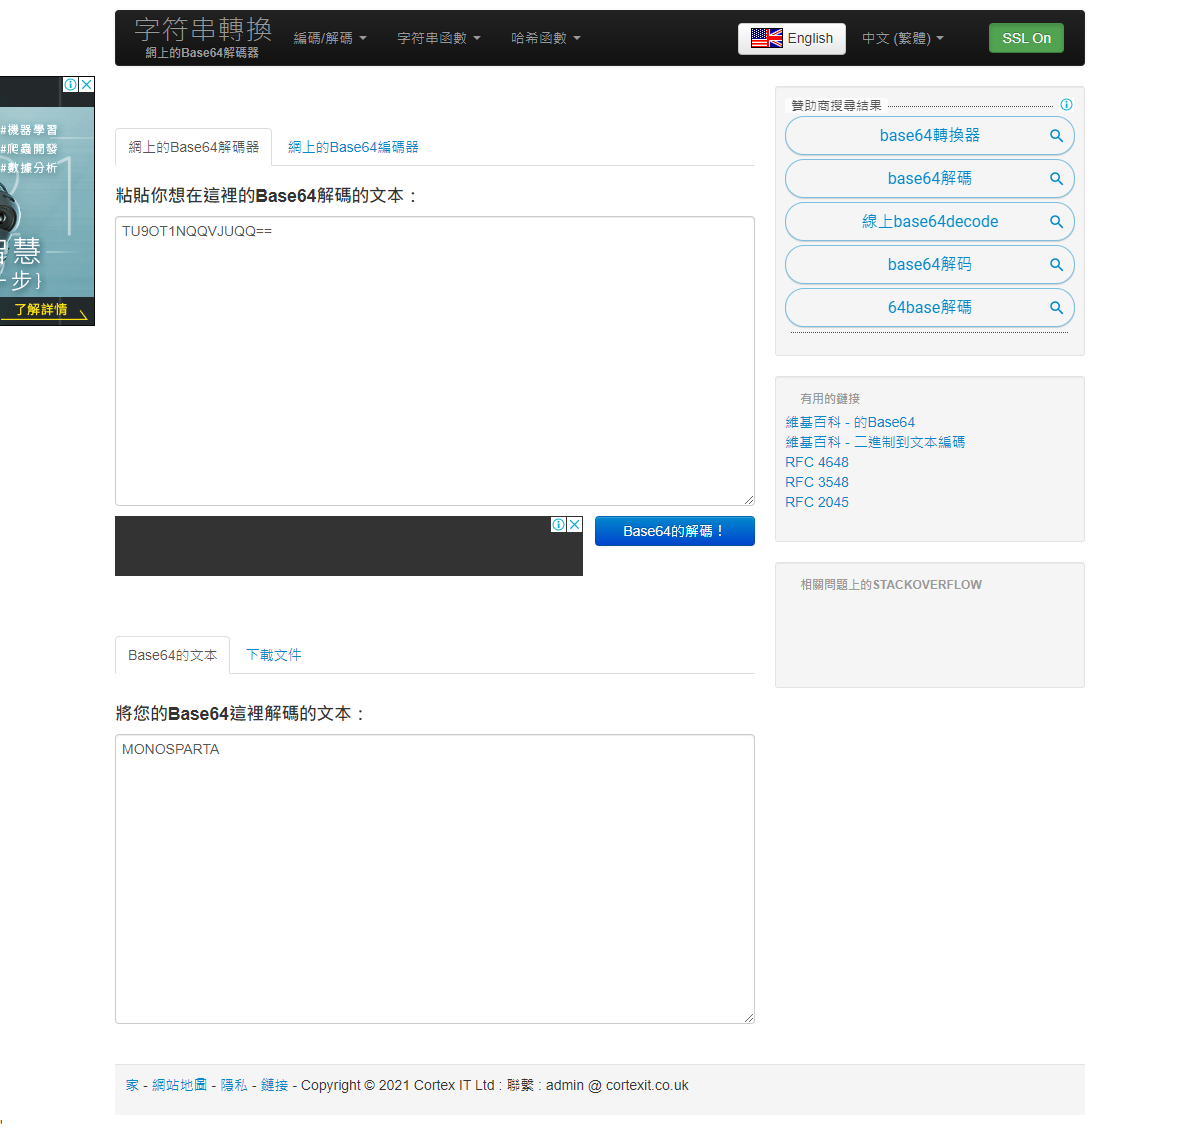 字符串轉換
網上的Base64解碼器
編碼/解碼
字符串函數
哈希函數
English
中文 (繁體)
SSL On
#機器學習
#爬蟲開發
#數據分析
智慧
一步}
了解詳情
網上的Base64解碼器
網上的Base64編碼器
粘貼你想在這裡的Base64解碼的文本：
TU9OT1NQQVJUQQ==
Base64的解碼！
Base64的文本
下載文件
將您的Base64這裡解碼的文本：
MONOSPARTA
贊助商搜尋結果
base64轉換器
base64解碼
線上base64decode
base64解码
64base解碼
有用的鏈接
維基百科 - 的Base64
維基百科 - 二進制到文本編碼
RFC 4648
RFC 3548
RFC 2045
相關問題上的STACKOVERFLOW
家 - 網站地圖 - 隱私 - 鏈接 - Copyright © 2021 Cortex IT Ltd : 聯繫 : admin @ cortexit.co.uk